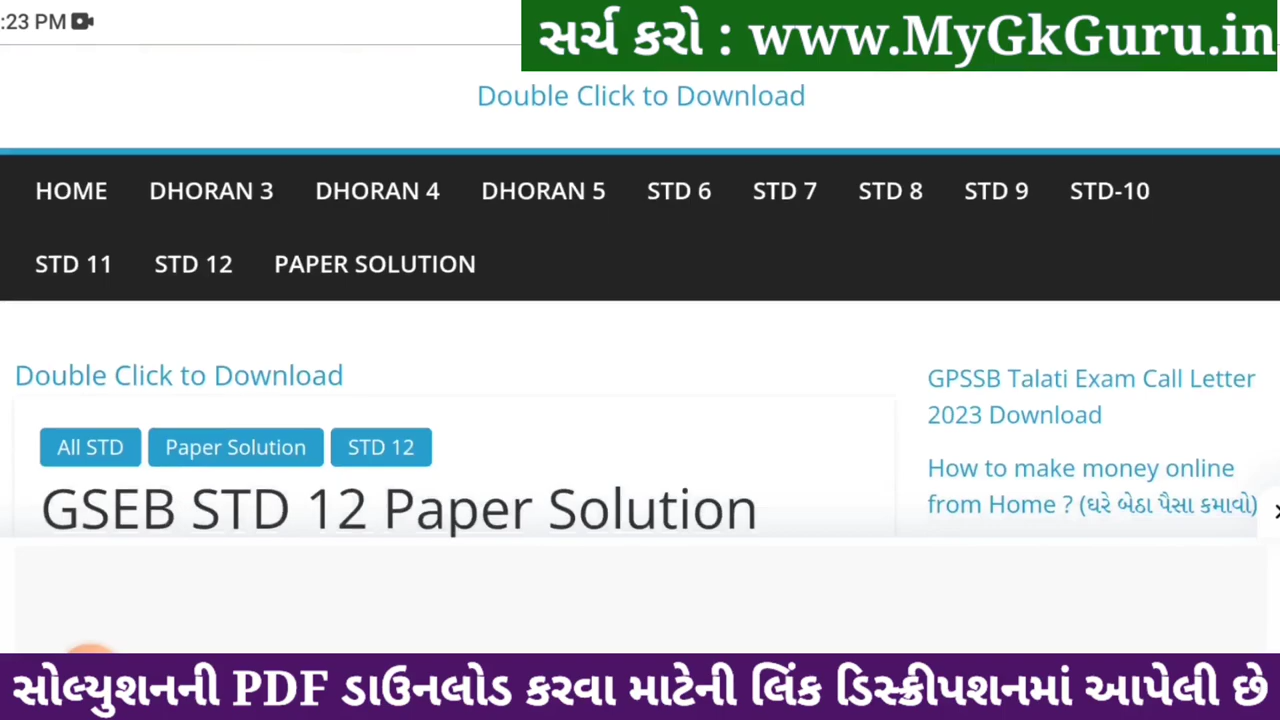 :23 PM
સર્ચ કરો : www.MyGkGuru.in
Double Click to Download
HOME DHORAN 3 DHORAN 4 DHORAN 5 STD 6 STD 7 STD 8 STD 9 STD-10
STD 11 STD 12 PAPER SOLUTION
Double Click to Download
All STD Paper Solution STD 12
GSEB STD 12 Paper Solution
GPSSB Talati Exam Call Letter
2023 Download
How to make money online
from Home ? (ઘરે બેઠા પૈસા કમાવો)
સોલ્યુશનની PDF ડાઉનલોડ કરવા માટેની લિંક ડિસ્ક્રીપશનમાં આપેલી છે